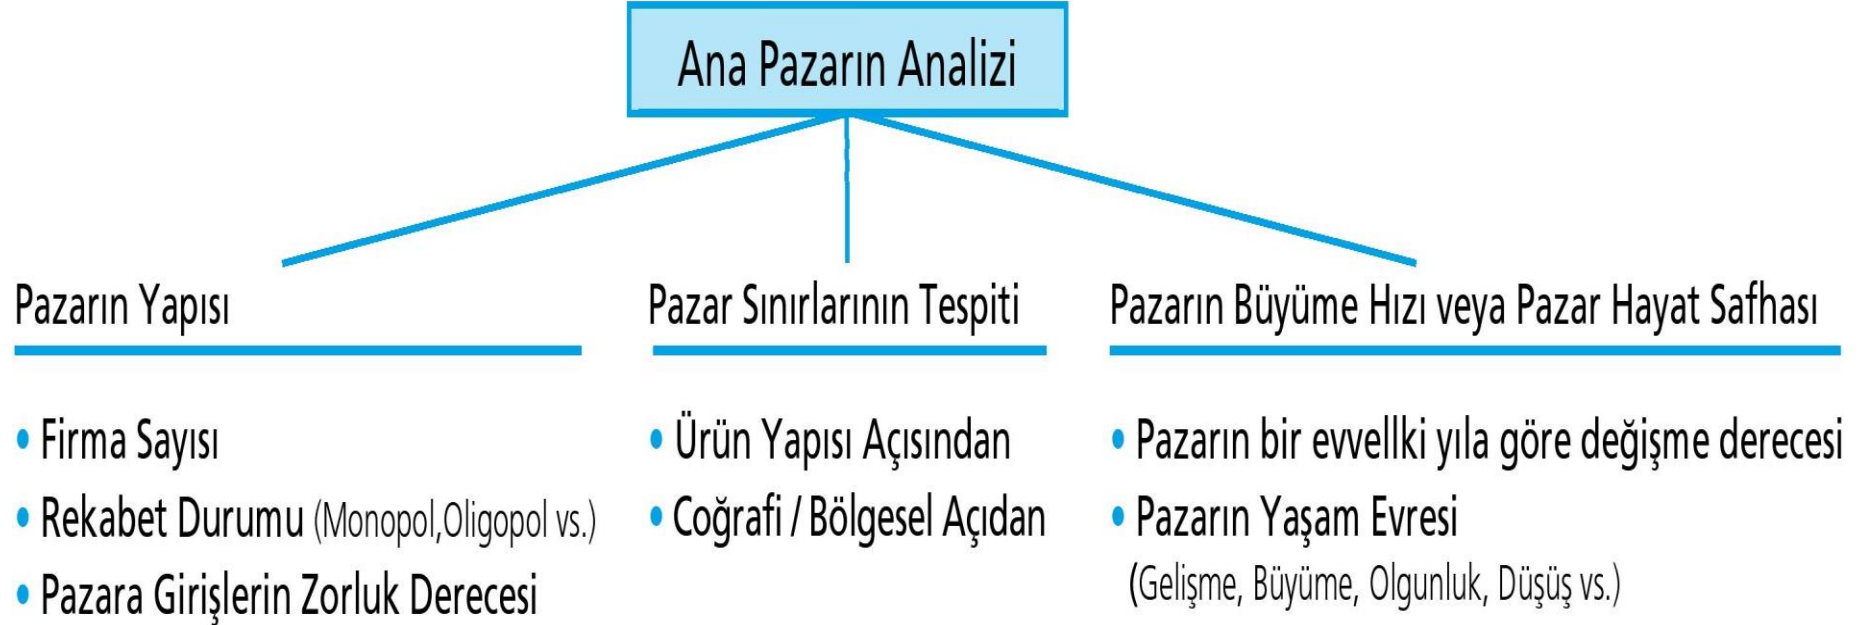 Ana Pazarın Analizi
Pazarın Yapısı
• Firma Sayısı
• Rekabet Durumu (Monopol,Oligopol vs.)
• Pazara Girişlerin Zorluk Derecesi
Pazar Sınırlarının Tespiti
• Ürün Yapısı Açısından
• Coğrafi / Bölgesel Açıdan
Pazarın Büyüme Hızı veya Pazar Hayat Safhası
• Pazarın bir evvellki yıla göre değişme derecesi
• Pazarın Yaşam Evresi
(Gelişme, Büyüme, Olgunluk, Düşüş vs.)